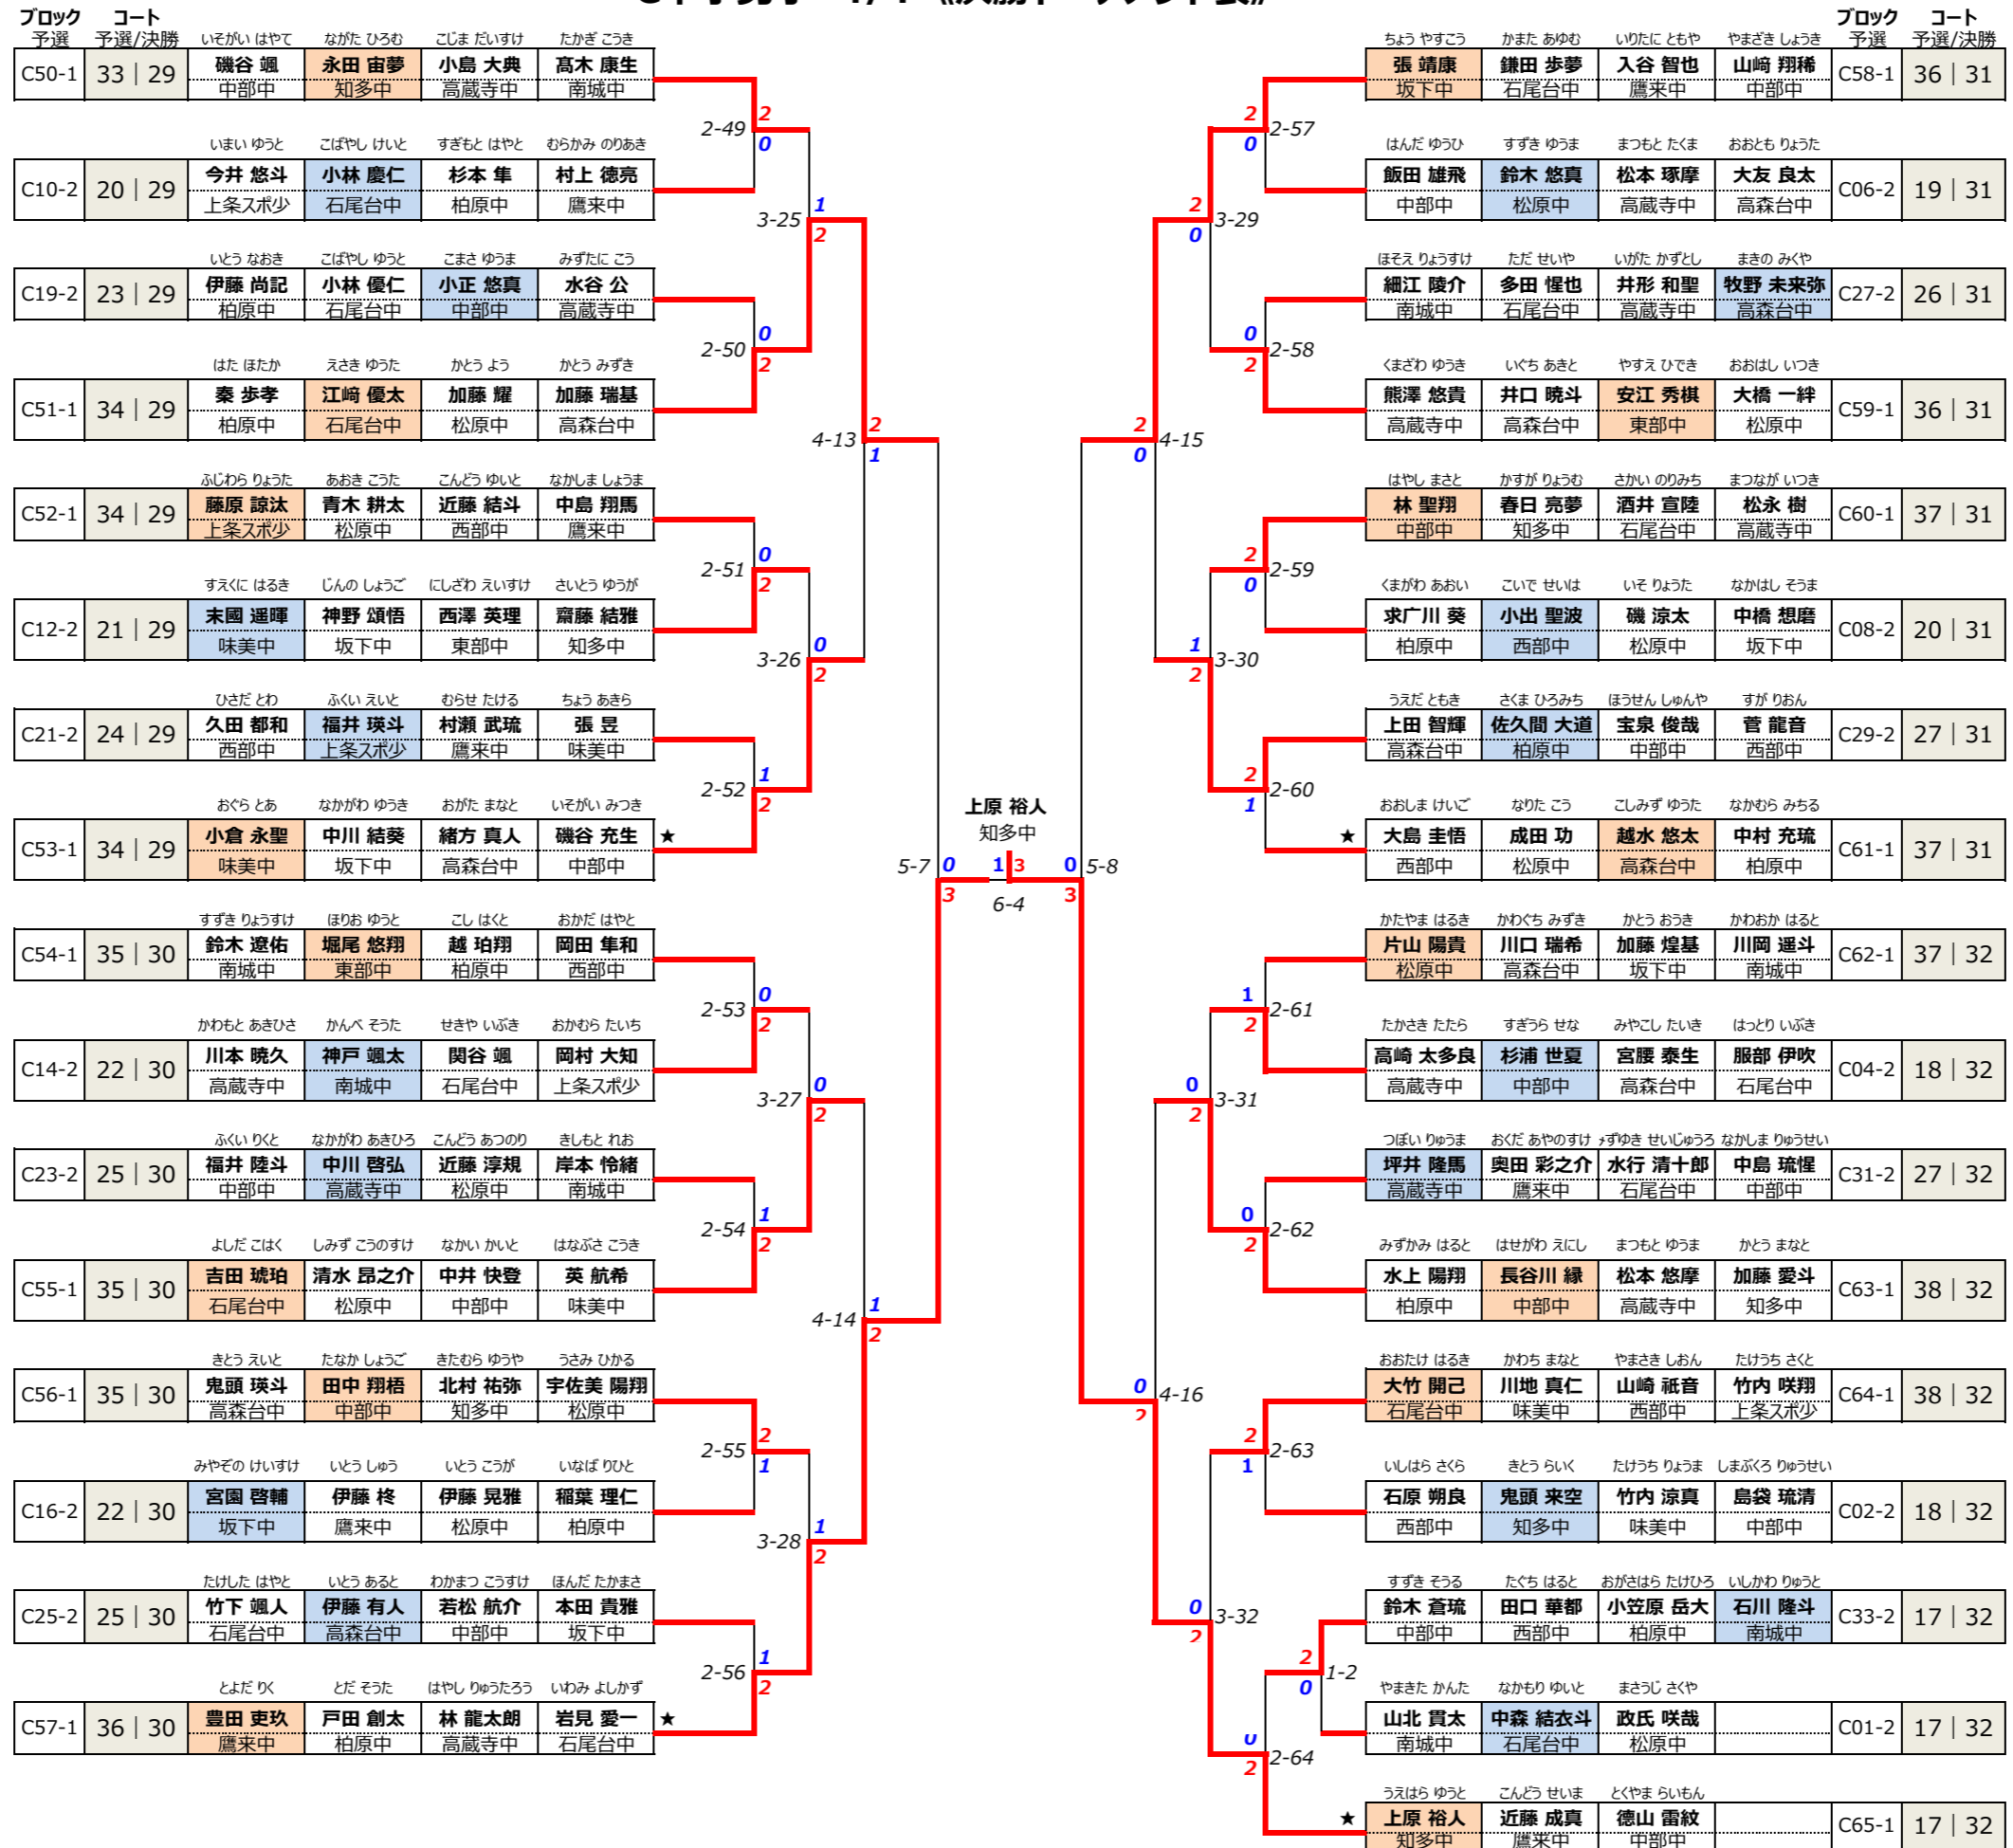 ブロック コート
予選 予選/決勝 いそがい はやて ながた ひろむ こじま だいすけ たかぎ こうき
C50-1 33｜29 磯谷 颯 永田 宙夢 小島 大典 髙木 康生
中部中 知多中 高蔵寺中 南城中
2-49 2 0
いまい ゆうと こばやし けいと すぎもと はやと むらかみ のりあき
C10-2 20｜29 今井 悠斗 小林 慶仁 杉本 隼 村上 徳亮
上条スポ少 石尾台中 柏原中 鷹来中
3-25 1 2
いとう なおき こばやし ゆうと こまさ ゆうま みずたに こう
C19-2 23｜29 伊藤 尚記 小林 優仁 小正 悠真 水谷 公
柏原中 石尾台中 中部中 高蔵寺中
2-50 0 2
はた ほたか えさき ゆうた かとう よう かとう みずき
C51-1 34｜29 秦 歩孝 江﨑 優太 加藤 耀 加藤 瑞基
柏原中 石尾台中 松原中 高森台中
4-13 2 1
ふじわら りょうた あおき こうた こんどう ゆいと なかしま しょうま
C52-1 34｜29 藤原 諒汰 青木 耕太 近藤 結斗 中島 翔馬
上条スポ少 松原中 西部中 鷹来中
2-51 0 2
すえくに はるき じんの しょうご にしざわ えいすけ さいとう ゆうが
C12-2 21｜29 末國 遥暉 神野 頌悟 西澤 英理 齋藤 結雅
味美中 坂下中 東部中 知多中
3-26 0 2
ひさだ とわ ふくい えいと むらせ たける ちょう あきら
C21-2 24｜29 久田 都和 福井 瑛斗 村瀬 武琉 張 昱
西部中 上条スポ少 鷹来中 味美中
2-52 1 2
おぐら とあ なかがわ ゆうき おがた まなと いそがい みつき
C53-1 34｜29 小倉 永聖 中川 結葵 緒方 真人 磯谷 充生 ★
味美中 坂下中 高森台中 中部中
5-7 0 3
すずき りょうすけ ほりお ゆうと こし はくと おかだ はやと
C54-1 35｜30 鈴木 遼佑 堀尾 悠翔 越 珀翔 岡田 隼和
南城中 東部中 柏原中 西部中
2-53 0 2
かわもと あきひさ かんべ そうた せきや いぶき おかむら たいち
C14-2 22｜30 川本 暁久 神戸 颯太 関谷 颯 岡村 大知
高蔵寺中 南城中 石尾台中 上条スポ少
3-27 0 2
ふくい りくと なかがわ あきひろ こんどう あつのり きしもと れお
C23-2 25｜30 福井 陸斗 中川 啓弘 近藤 淳規 岸本 怜緒
中部中 高蔵寺中 松原中 南城中
2-54 1 2
よしだ こはく しみず こうのすけ なかい かいと はなぶさ こうき
C55-1 35｜30 吉田 琥珀 清水 昂之介 中井 快登 英 航希
石尾台中 松原中 中部中 味美中
4-14 1 2
きとう えいと たなか しょうご きたむら ゆうや うさみ ひかる
C56-1 35｜30 鬼頭 瑛斗 田中 翔梧 北村 祐弥 宇佐美 陽翔
高森台中 中部中 知多中 松原中
2-55 2 1
みやぞの けいすけ いとう しゅう いとう こうが いなば りひと
C16-2 22｜30 宮園 啓輔 伊藤 柊 伊藤 晃雅 稲葉 理仁
坂下中 鷹来中 松原中 柏原中
3-28 1 2
たけした はやと いとう あると わかまつ こうすけ ほんだ たかまさ
C25-2 25｜30 竹下 颯人 伊藤 有人 若松 航介 本田 貴雅
石尾台中 高森台中 中部中 坂下中
2-56 1 2
とよだ りく とだ そうた はやし りゅうたろう いわみ よしかず
C57-1 36｜30 豊田 吏玖 戸田 創太 林 龍太朗 岩見 愛一 ★
鷹来中 柏原中 高蔵寺中 石尾台中
上原 裕人
知多中
1 3
6-4
ブロック コート
ちょう やすこう かまた あゆむ いりたに ともや やまざき しょうき 予選 予選/決勝
張 靖康 鎌田 歩夢 入谷 智也 山﨑 翔稀 C58-1 36｜31
坂下中 石尾台中 鷹来中 中部中
2 0 2-57
はんだ ゆうひ すずき ゆうま まつもと たくま おおとも りょうた
飯田 雄飛 鈴木 悠真 松本 琢摩 大友 良太 C06-2 19｜31
中部中 松原中 高蔵寺中 高森台中
2 0 3-29
ほそえ りょうすけ ただ せいや いがた かずとし まきの みくや
細江 陵介 多田 惺也 井形 和聖 牧野 未来弥 C27-2 26｜31
南城中 石尾台中 高蔵寺中 高森台中
0 2 2-58
くまざわ ゆうき いぐち あきと やすえ ひでき おおはし いつき
熊澤 悠貴 井口 暁斗 安江 秀棋 大橋 一絆 C59-1 36｜31
高蔵寺中 高森台中 東部中 松原中
2 0 4-15
はやし まさと かすが りょうむ さかい のりみち まつなが いつき
林 聖翔 春日 亮夢 酒井 宣陸 松永 樹 C60-1 37｜31
中部中 知多中 石尾台中 高蔵寺中
2 0 2-59
くまがわ あおい こいで せいは いそ りょうた なかはし そうま
求广川 葵 小出 聖波 磯 涼太 中橋 想磨 C08-2 20｜31
柏原中 西部中 松原中 坂下中
1 2 3-30
うえだ ともき さくま ひろみち ほうせん しゅんや すが りおん
上田 智輝 佐久間 大道 宝泉 俊哉 菅 龍音 C29-2 27｜31
高森台中 柏原中 中部中 西部中
2 1 2-60
おおしま けいご なりた こう こしみず ゆうた なかむら みちる
★ 大島 圭悟 成田 功 越水 悠太 中村 充琉 C61-1 37｜31
西部中 松原中 高森台中 柏原中
0 3 5-8
かたやま はるき かわぐち みずき かとう おうき かわおか はると
片山 陽貴 川口 瑞希 加藤 煌基 川岡 遥斗 C62-1 37｜32
松原中 高森台中 坂下中 南城中
1 2 2-61
たかさき たたら すぎうら せな みやこし たいき はっとり いぶき
高崎 太多良 杉浦 世夏 宮腰 泰生 服部 伊吹 C04-2 18｜32
高蔵寺中 中部中 高森台中 石尾台中
0 2 3-31
つぼい りゅうま おくだ あやのすけ ずゆき せいじゅうろ なかしま りゅうせい
坪井 隆馬 奥田 彩之介 水行 清十郎 中島 琉惺 C31-2 27｜32
高蔵寺中 鷹来中 石尾台中 中部中
0 2 2-62
みずかみ はると はせがわ えにし まつもと ゆうま かとう まなと
水上 陽翔 長谷川 縁 松本 悠摩 加藤 愛斗 C63-1 38｜32
柏原中 中部中 高蔵寺中 知多中
0 2 4-16
おおたけ はるき かわち まなと やまさき しおん たけうち さくと
大竹 開己 川地 真仁 山崎 祇音 竹内 咲翔 C64-1 38｜32
石尾台中 味美中 西部中 上条スポ少
2 1 2-63
いしはら さくら きとう らいく たけうち りょうま しまぶくろ りゅうせい
石原 朔良 鬼頭 来空 竹内 涼真 島袋 琉清 C02-2 18｜32
西部中 知多中 味美中 中部中
0 2 3-32
すずき そうる たぐち はると おがさはら たけひろ いしかわ りゅうと
鈴木 蒼琉 田口 華都 小笠原 岳大 石川 隆斗 C33-2 17｜32
中部中 西部中 柏原中 南城中
2 0 1-2
やまきた かんた なかもり ゆいと まさうじ さくや
山北 貫太 中森 結衣斗 政氏 咲哉 C01-2 17｜32
南城中 石尾台中 松原中
0 2 2-64
うえはら ゆうと こんどう せいま とくやま らいもん
★ 上原 裕人 近藤 成真 德山 雷紋 C65-1 17｜32
知多中 鷹来中 中部中